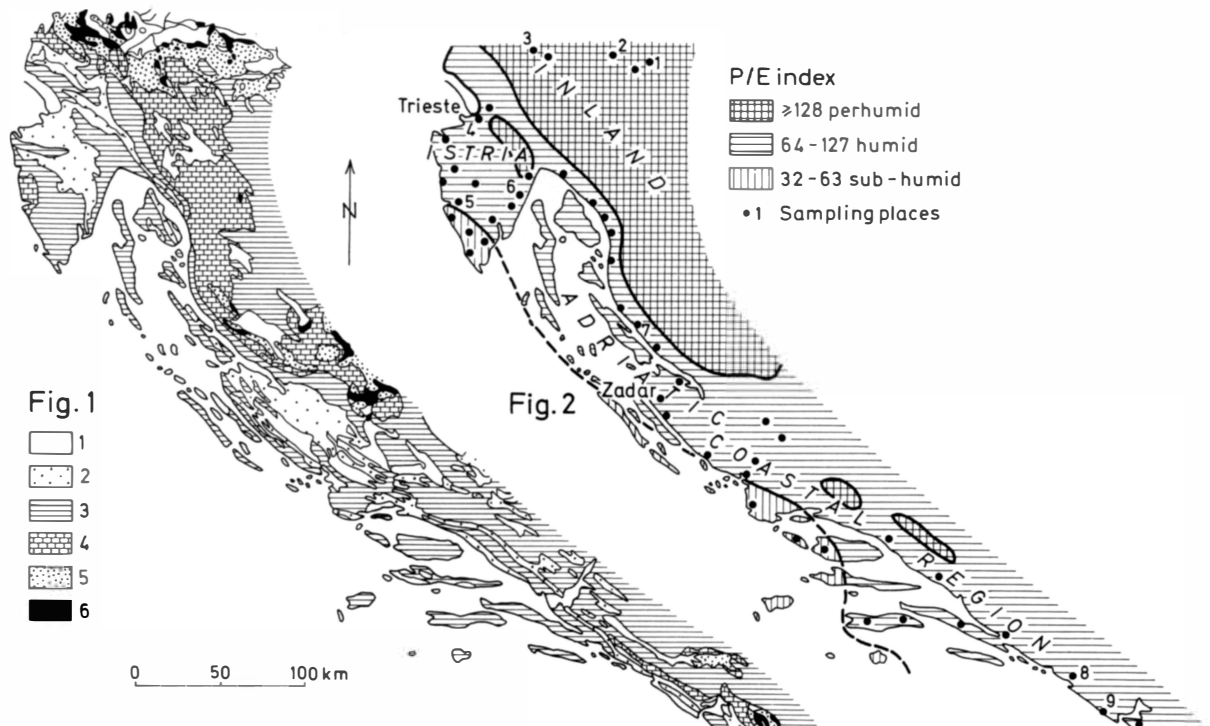 Fig. 1
1
2
3
4
5
6
0 50 100 km
N
Fig. 2
P/E index
≥128 perhumid
64 - 127 humid
32 - 63 sub-humid
• 1 Sampling places
3
2
1
INLAND
Trieste
4
ISTRIA
6
5
7
Zadar
ADRIATIC COASTAL REGION
8
9